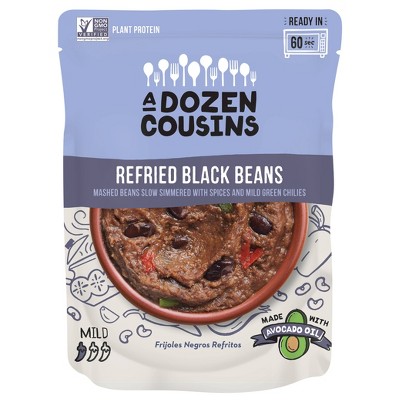 NON GMO
VERIFIED
PLANT PROTEIN
READY IN
60 sec
A DOZEN
COUSINS
REFRIED BLACK BEANS
MASHED BEANS SLOW SIMMERED WITH SPICES AND MILD GREEN CHILIES
MILD
MADE WITH
AVOCADO OIL
Frijoles Negros Refritos